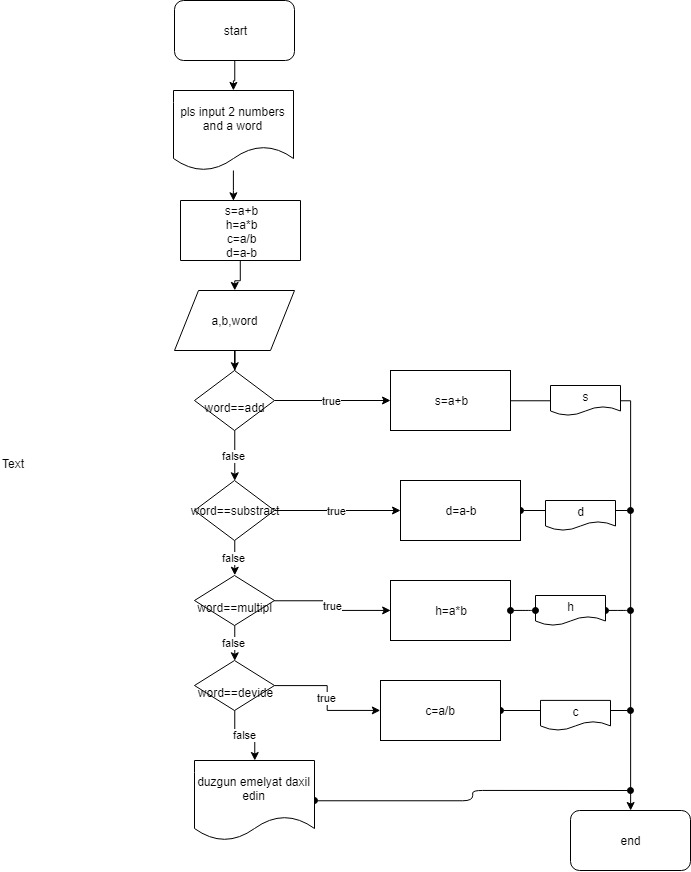 start
pls input 2 numbers
and a word
s=a+b
h=a*b
c=a/b
d=a-b
a,b,word
word==add
true
s=a+b
s
false
Text
word==substract
true
d=a-b
d
false
word==multipl
true
h=a*b
h
false
word==devide
true
c=a/b
c
false
duzgun emelyat daxil
edin
end